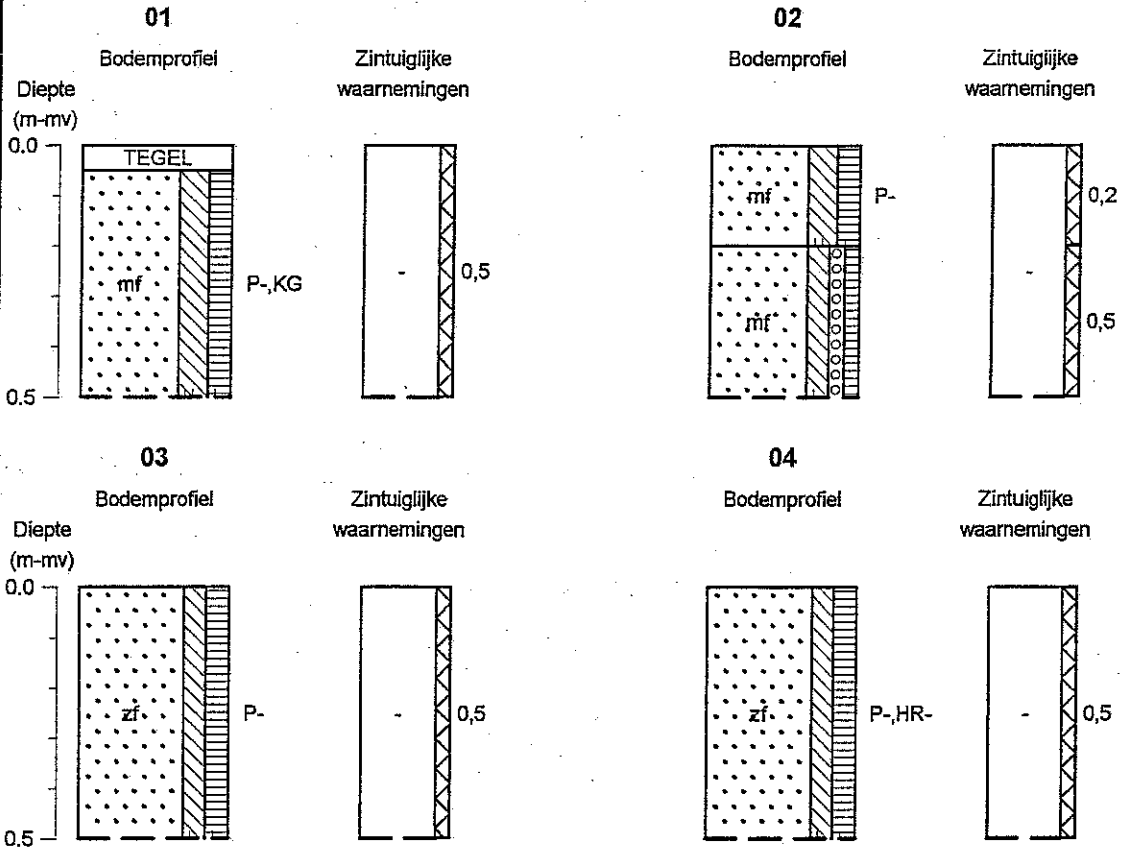 01
Bodemprofiel
Zintuiglijke
waarnemingen
Diepte
(m-mv)
0.0
TEGEL
mf
P-,KG
-
0,5
0.5
02
Bodemprofiel
Zintuiglijke
waarnemingen
mf
P-
-
0,2
mf
-
0,5
03
Bodemprofiel
Zintuiglijke
waarnemingen
Diepte
(m-mv)
0.0
zf
P-
-
0,5
0.5
04
Bodemprofiel
Zintuiglijke
waarnemingen
zf
P-,HR-
-
0,5